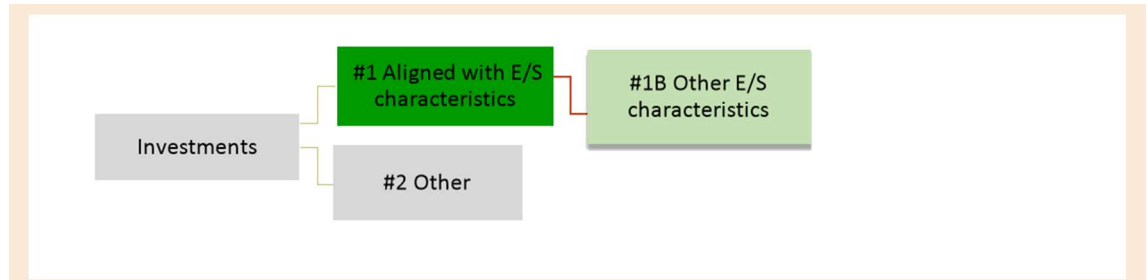 Investments
#1 Aligned with E/S
characteristics
#1B Other E/S
characteristics
#2 Other